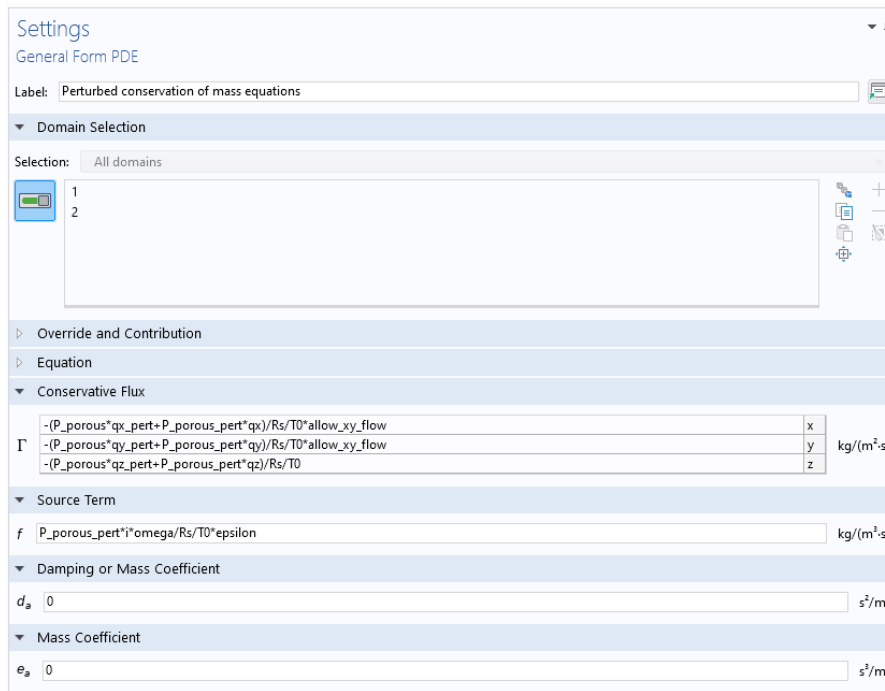 Settings
General Form PDE
Label: Perturbed conservation of mass equations
Domain Selection
Selection: All domains
1
2
Override and Contribution
Equation
Conservative Flux
-(P_porous*qx_pert+P_porous_pert*qx)/Rs/T0*allow_xy_flow x
Γ -(P_porous*qy_pert+P_porous_pert*qy)/Rs/T0*allow_xy_flow y kg/(m²·s
-(P_porous*qz_pert+P_porous_pert*qz)/Rs/T0 z
Source Term
f P_porous_pert*i*omega/Rs/T0*epsilon kg/(m³·s
Damping or Mass Coefficient
dₐ 0 s²/m
Mass Coefficient
eₐ 0 s³/m